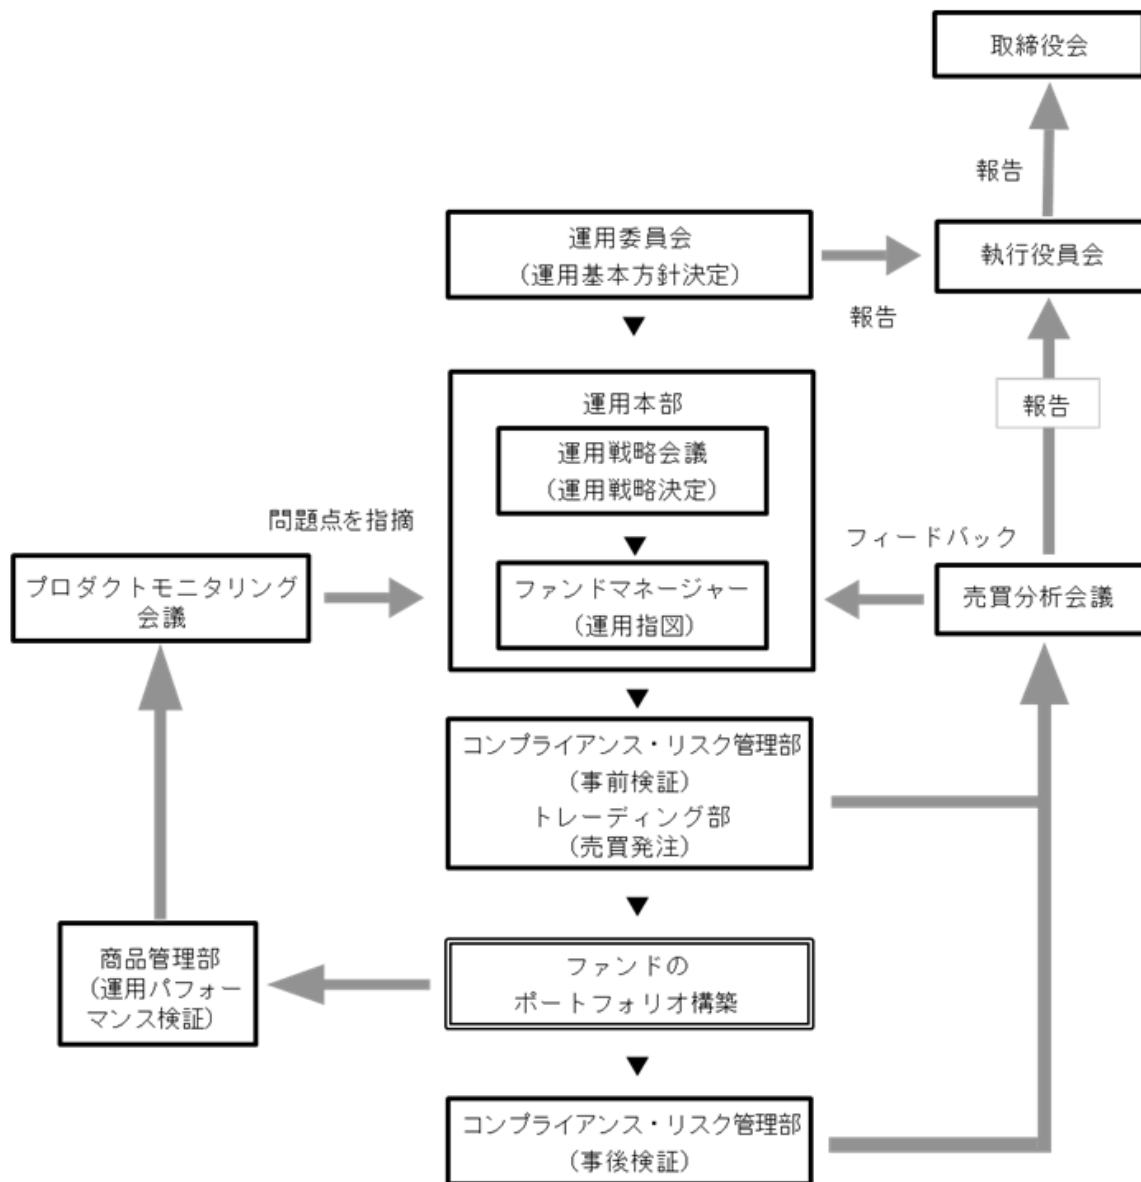 取締役会
報告
運用委員会
(運用基本方針決定)
執行役員会
報告
運用本部
報告
運用戦略会議
(運用戦略決定)
問題点を指摘
フィードバック
プロダクトモニタリング
会議
ファンドマネージャー
(運用指図)
売買分析会議
コンプライアンス・リスク管理部
(事前検証)
トレーディング部
(売買発注)
商品管理部
(運用パフォー
マンス検証)
ファンドの
ポートフォリオ構築
コンプライアンス・リスク管理部
(事後検証)